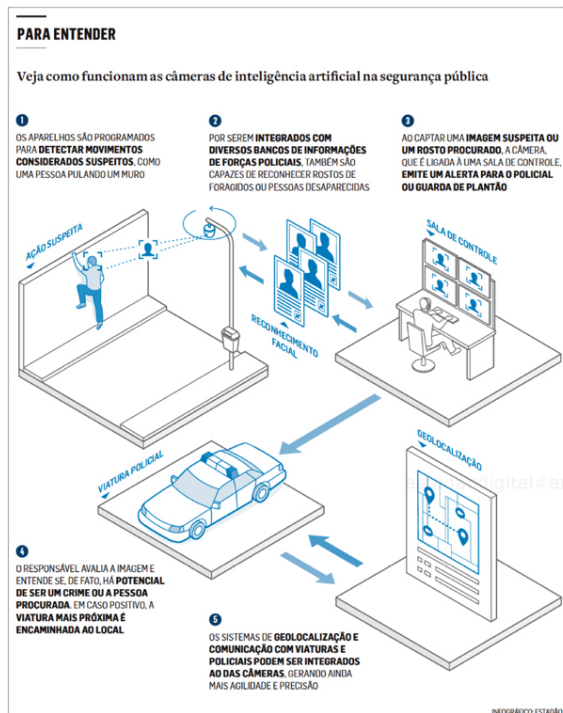 PARA ENTENDER
Veja como funcionam as câmeras de inteligência artificial na segurança pública
1
OS APARELHOS SÃO PROGRAMADOS
PARA DETECTAR MOVIMENTOS
CONSIDERADOS SUSPEITOS, COMO
UMA PESSOA PULANDO UM MURO
2
POR SEREM INTEGRADOS COM
DIVERSOS BANCOS DE INFORMAÇÕES
DE FORÇAS POLICIAIS, TAMBÉM SÃO
CAPAZES DE RECONHECER ROSTOS DE
FORAGIDOS OU PESSOAS DESAPARECIDAS
3
AO CAPTAR UMA IMAGEM SUSPEITA OU
UM ROSTO PROCURADO, A CÂMERA,
QUE É LIGADA À UMA SALA DE CONTROLE,
EMITE UM ALERTA PARA O POLICIAL
OU GUARDA DE PLANTÃO
AÇÃO SUSPEITA
RECONHECIMENTO
FACIAL
SALA DE CONTROLE
VIATURA POLICIAL
GEOLOCALIZAÇÃO
4
O RESPONSÁVEL AVALIA A IMAGEM E
ENTENDE SE, DE FATO, HÁ POTENCIAL
DE SER UM CRIME OU A PESSOA
PROCURADA. EM CASO POSITIVO, A
VIATURA MAIS PRÓXIMA É
ENCAMINHADA AO LOCAL
5
OS SISTEMAS DE GEOLOCALIZAÇÃO E
COMUNICAÇÃO COM VIATURAS E
POLICIAIS PODEM SER INTEGRADOS
AO DAS CÂMERAS, GERANDO AINDA
MAIS AGILIDADE E PRECISÃO
INFOGRÁFICO: ESTADÃO